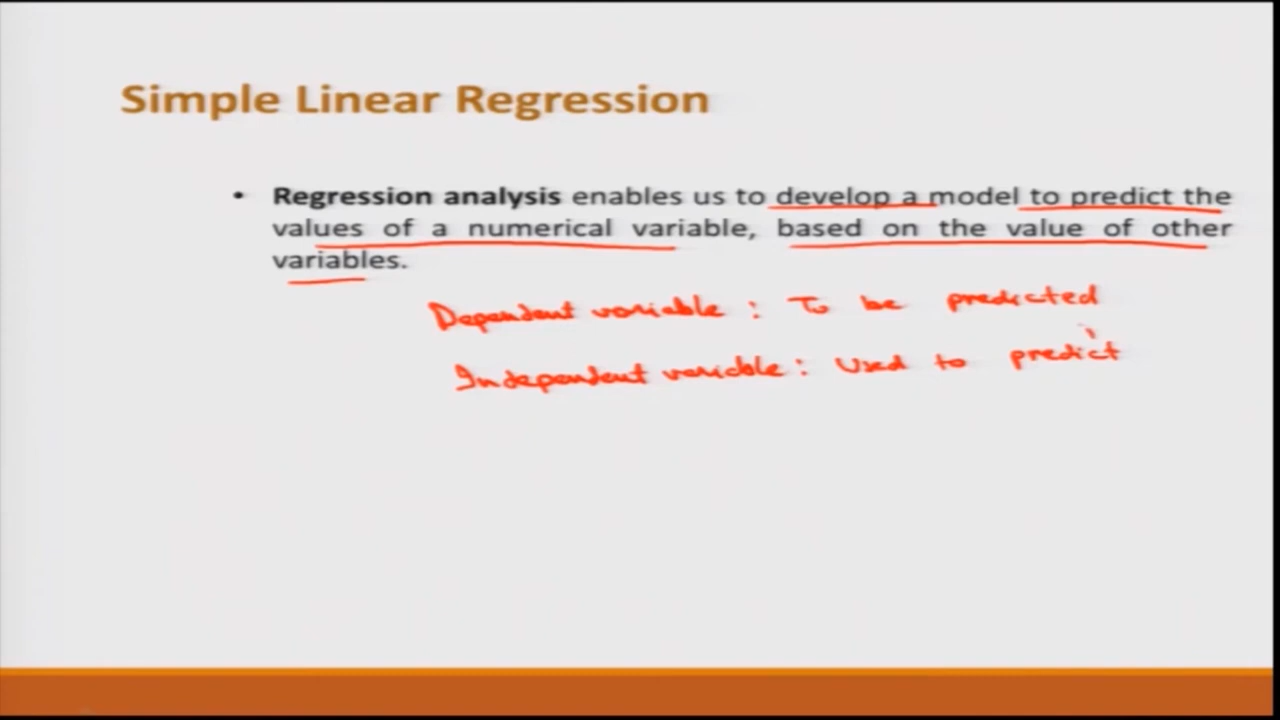 Simple Linear Regression
• Regression analysis enables us to develop a model to predict the
values of a numerical variable, based on the value of other
variables.
Dependent variable : To be predicted
Independent variable : Used to predict